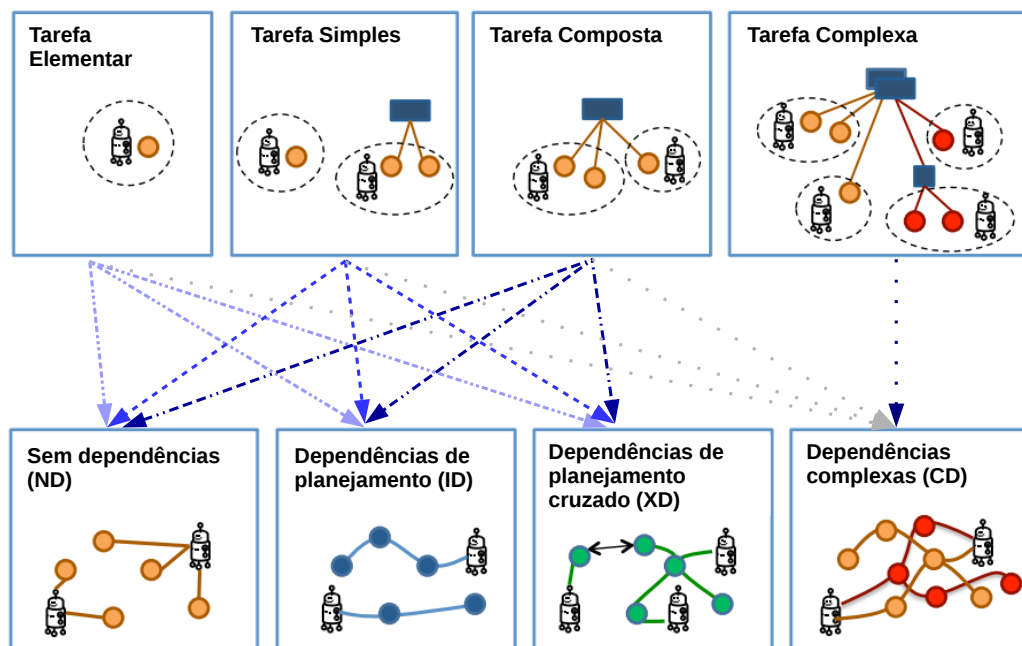 Tarefa
Elementar
Tarefa Simples
Tarefa Composta
Tarefa Complexa
Sem dependências
(ND)
Dependências de
planejamento (ID)
Dependências de
planejamento
cruzado (XD)
Dependências
complexas (CD)